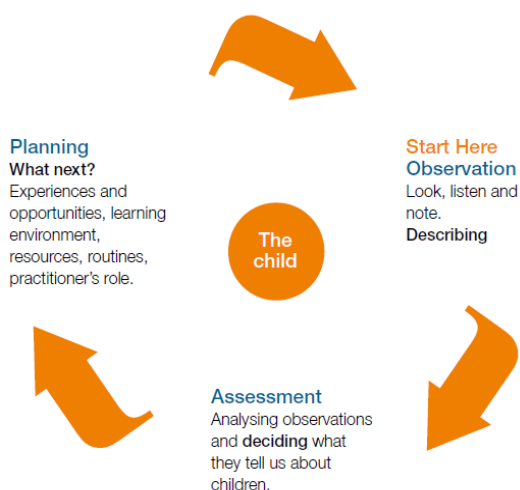 Planning
What next?
Experiences and
opportunities, learning
environment,
resources, routines,
practitioner's role.
Start Here
Observation
Look, listen and
note.
Describing
The
child
Assessment
Analysing observations
and deciding what
they tell us about
children.